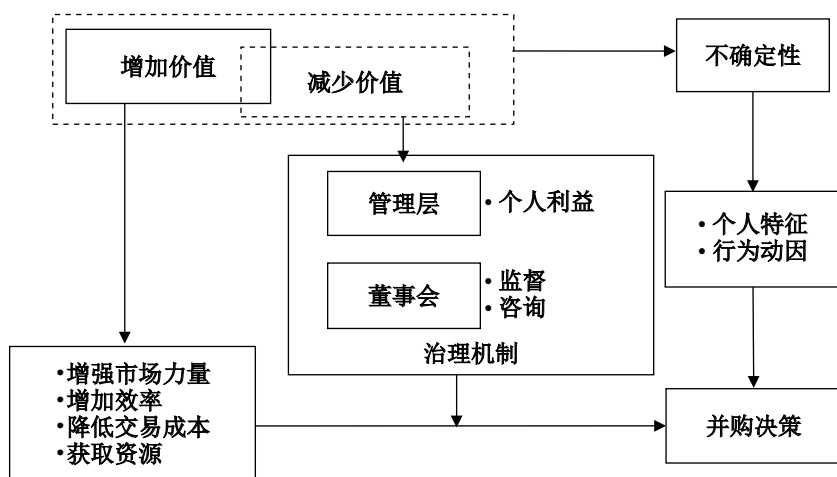 增加价值
减少价值
不确定性
管理层
•个人利益
•个人特征
•行为动因
董事会
•监督
•咨询
治理机制
•增强市场力量
•增加效率
•降低交易成本
•获取资源
并购决策